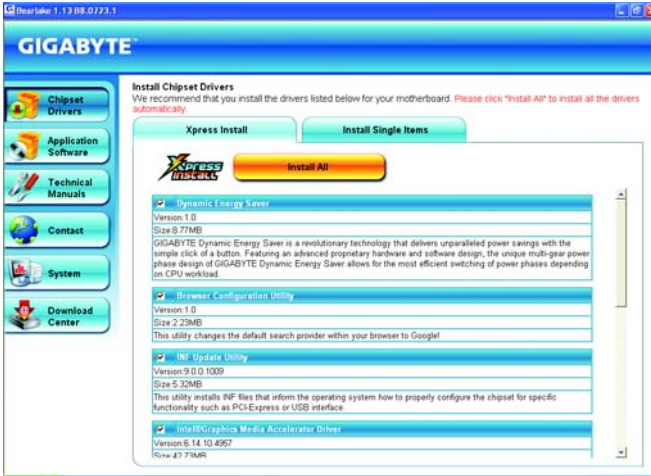 Bearlake 1.13 B8.0723.1
GIGABYTE™
Chipset
Drivers
Application
Software
Technical
Manuals
Contact
System
Download
Center
Install Chipset Drivers
We recommend that you install the drivers listed below for your motherboard. Please click "Install All" to install all the drivers
automatically.
Xpress Install
Install Single Items
Xpress
Install
Install All
Dynamic Energy Saver
Version:1.0
Size:8.77MB
GIGABYTE Dynamic Energy Saver is a revolutionary technology that delivers unparalleled power savings with the
simple click of a button. Featuring an advanced proprietary hardware and software design, the unique multi-gear power
phase design of GIGABYTE Dynamic Energy Saver allows for the most efficient switching of power phases depending
on CPU workload.
Browser Configuration Utility
Version:1.0
Size:2.23MB
This utility changes the default search provider within your browser to Google!
INF Update Utility
Version:9.0.0.1009
Size:5.32MB
This utility installs INF files that inform the operating system how to properly configure the chipset for specific
functionality such as PCI-Express or USB interface.
Intel®Graphics Media Accelerator Driver
Version:6.14.10.4957
Size:42.73MB